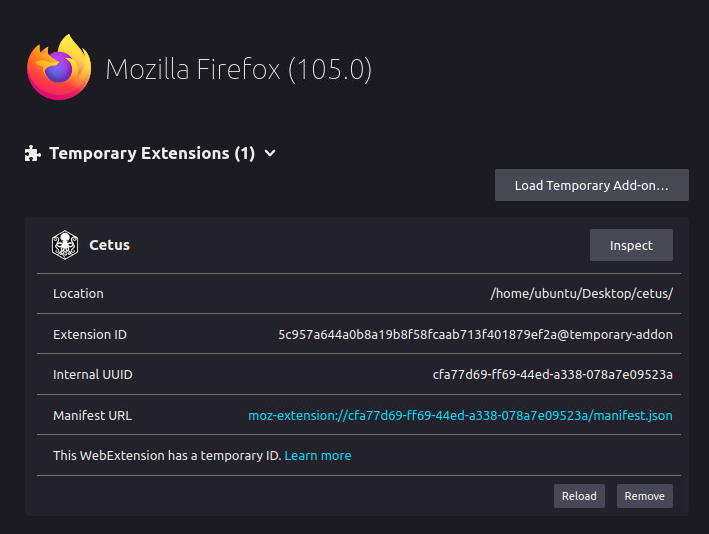 Mozilla Firefox (105.0)
Temporary Extensions (1)
Load Temporary Add-on...
Cetus
Inspect
Location /home/ubuntu/Desktop/cetus/
Extension ID 5c957a644a0b8a19b8f58fcaab713f401879ef2a@temporary-addon
Internal UUID cfa77d69-ff69-44ed-a338-078a7e09523a
Manifest URL moz-extension://cfa77d69-ff69-44ed-a338-078a7e09523a/manifest.json
This WebExtension has a temporary ID. Learn more
Reload Remove